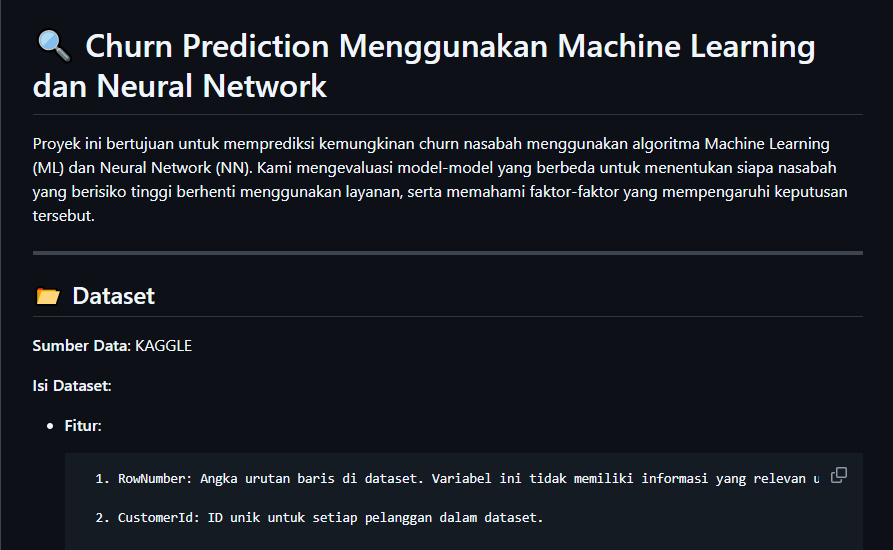 🔍 Churn Prediction Menggunakan Machine Learning
dan Neural Network
Proyek ini bertujuan untuk memprediksi kemungkinan churn nasabah menggunakan algoritma Machine Learning
(ML) dan Neural Network (NN). Kami mengevaluasi model-model yang berbeda untuk menentukan siapa nasabah
yang berisiko tinggi berhenti menggunakan layanan, serta memahami faktor-faktor yang mempengaruhi keputusan
tersebut.
📂 Dataset
Sumber Data: KAGGLE
Isi Dataset:
• Fitur:
1. RowNumber: Angka urutan baris di dataset. Variabel ini tidak memiliki informasi yang relevan u
2. CustomerId: ID unik untuk setiap pelanggan dalam dataset.